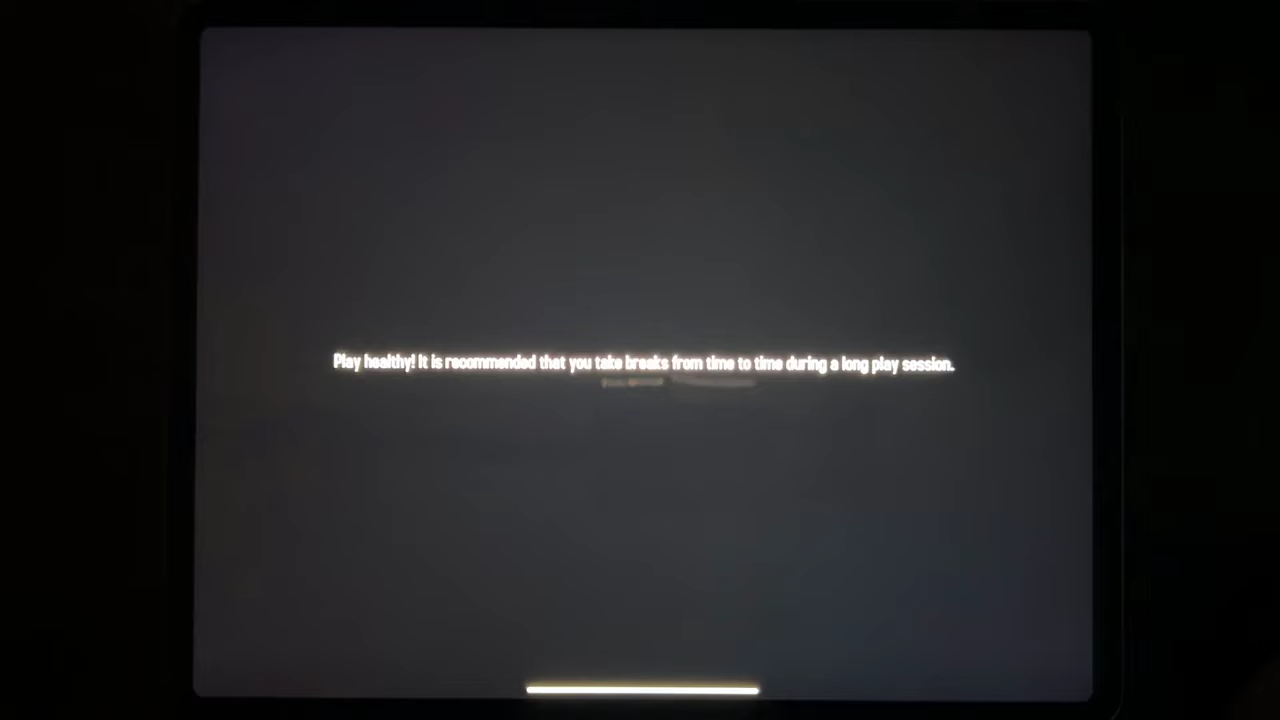 Play healthy! It is recommended that you take breaks from time to time during a long play session.